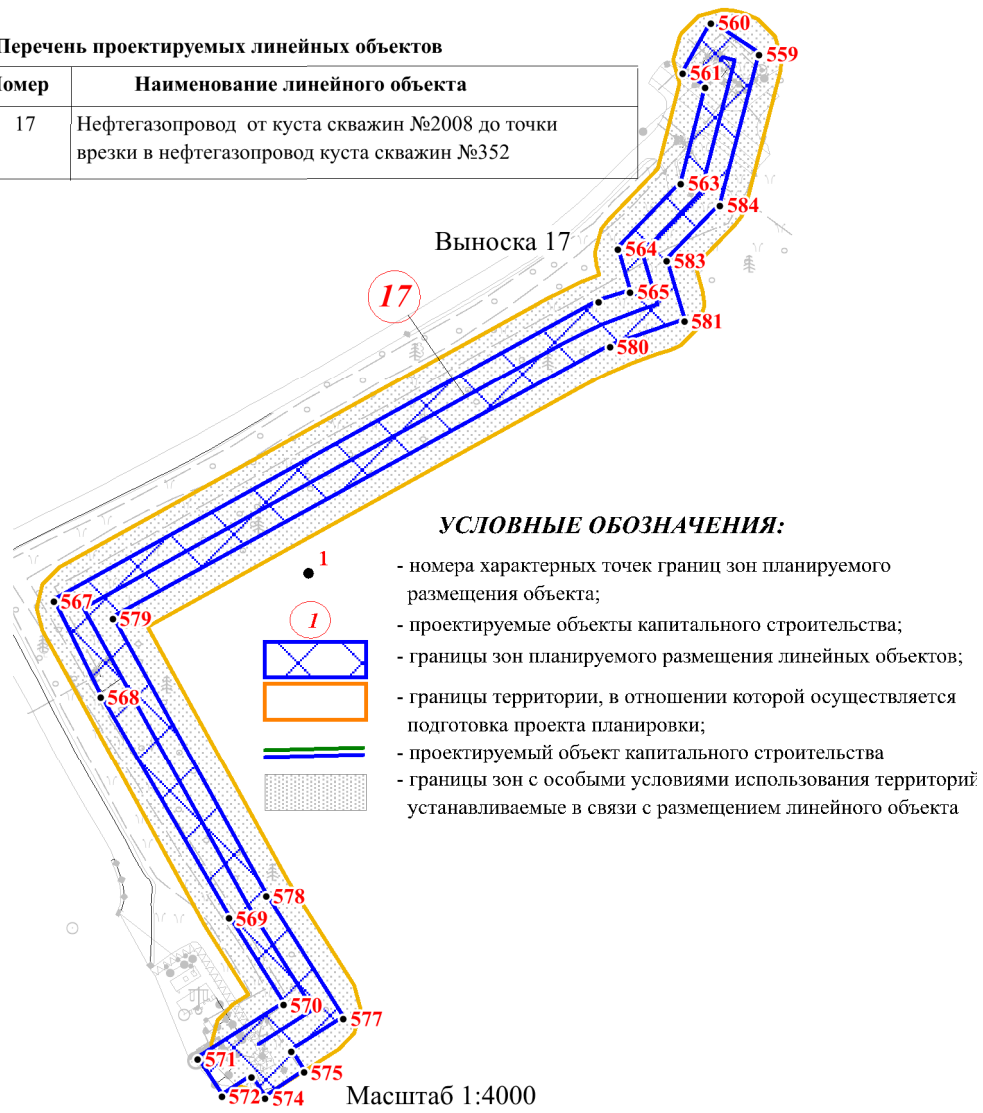 Перечень проектируемых линейных объектов
Номер
Наименование линейного объекта
17
Нефтегазопровод от куста скважин №2008 до точки
врезки в нефтегазопровод куста скважин №352
560
559
561
563
584
Выноска 17
564
583
17
565
581
580
УСЛОВНЫЕ ОБОЗНАЧЕНИЯ:
1
- номера характерных точек границ зон планируемого
размещения объекта;
1
- проектируемые объекты капитального строительства;
- границы зон планируемого размещения линейных объектов;
- границы территории, в отношении которой осуществляется
подготовка проекта планировки;
- проектируемый объект капитального строительства
- границы зон с особыми условиями использования территорий
устанавливаемые в связи с размещением линейного объекта
567
579
568
578
569
570
577
571
575
572
574
Масштаб 1:4000